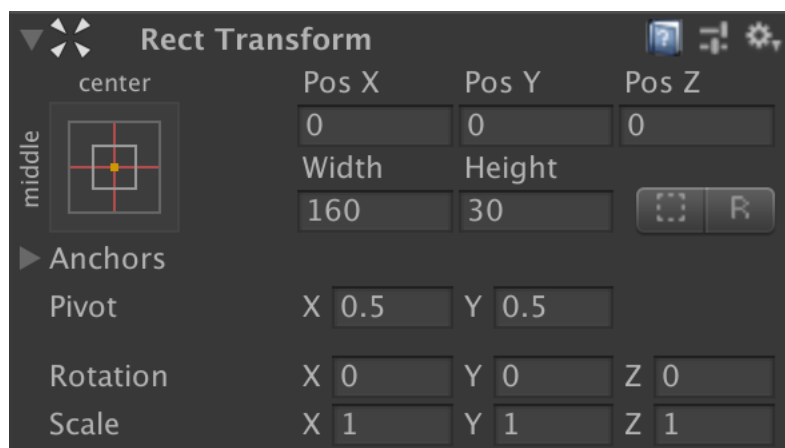 Rect Transform ?
center Pos X Pos Y Pos Z
0 0 0
middle
Width Height
160 30 R
Anchors
Pivot X 0.5 Y 0.5
Rotation X 0 Y 0 Z 0
Scale X 1 Y 1 Z 1